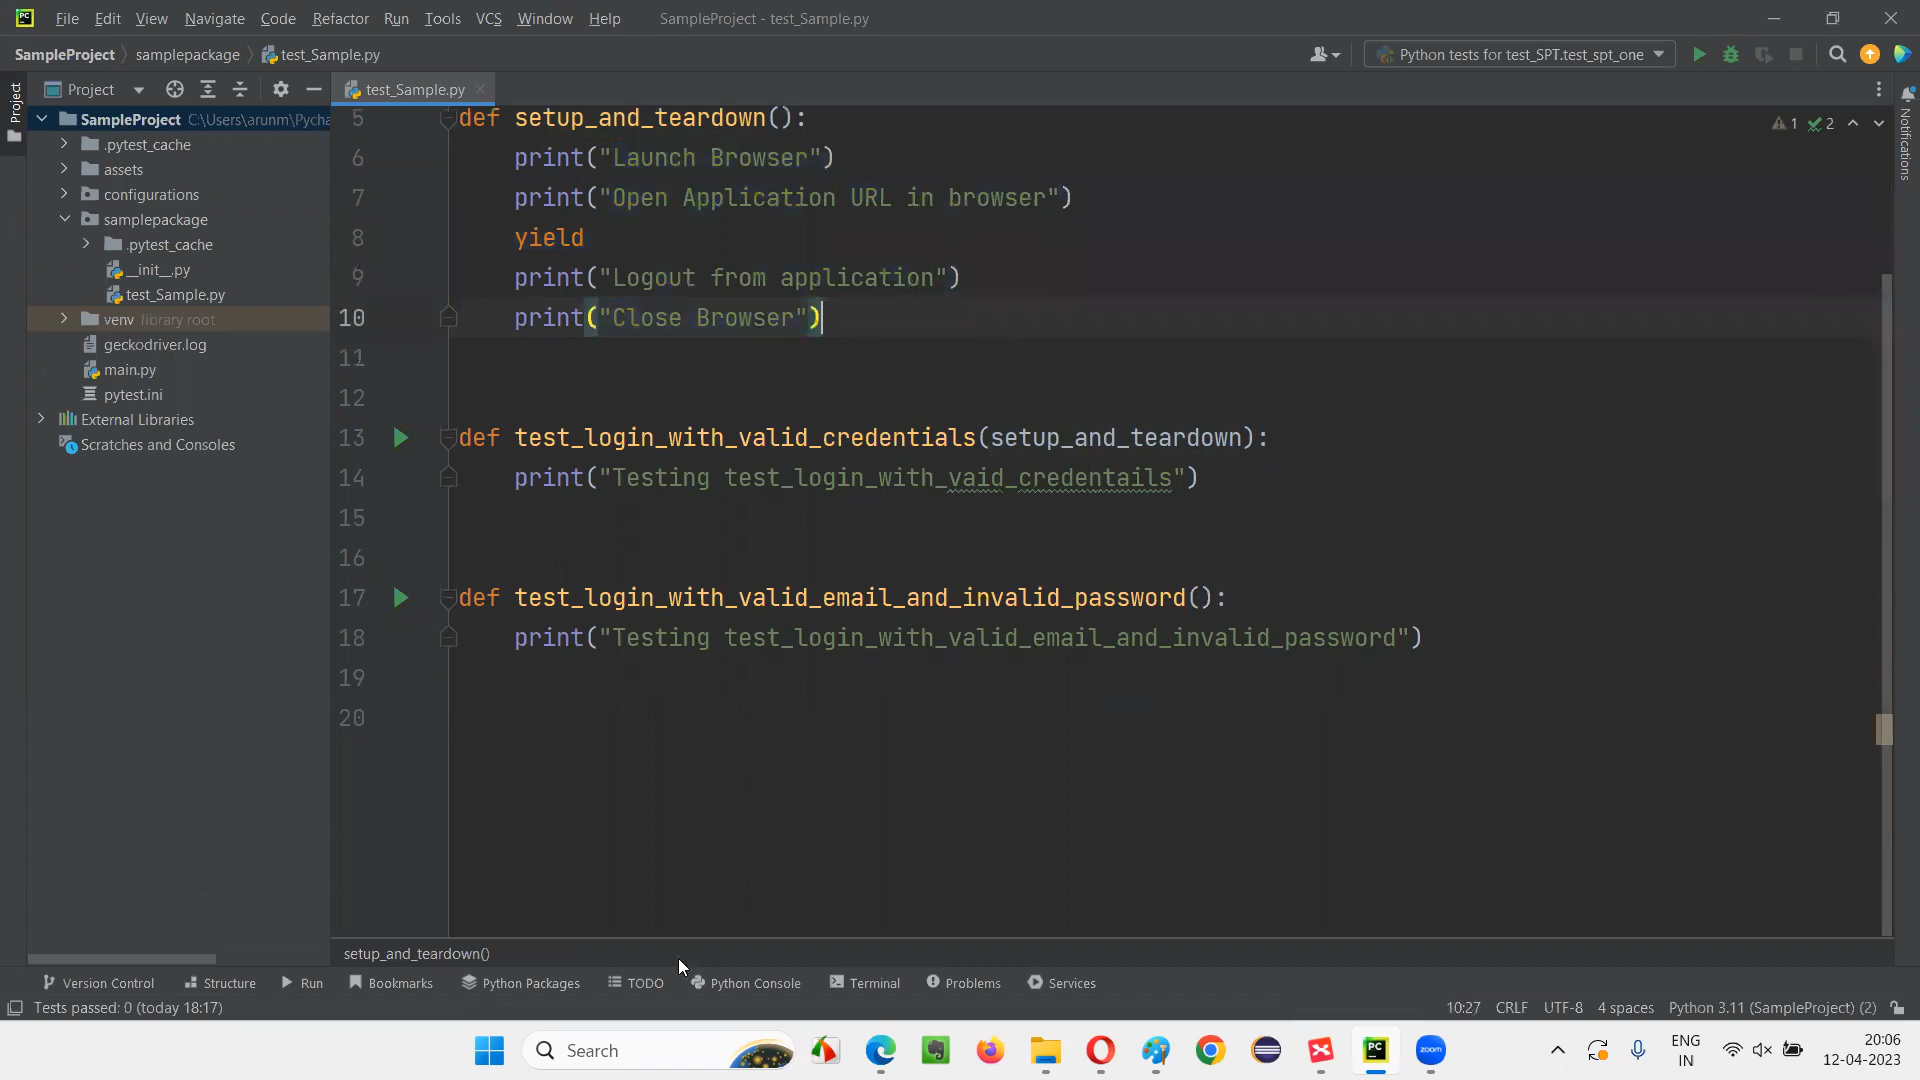 PC File Edit View Navigate Code Refactor Run Tools VCS Window Help SampleProject - test_Sample.py
SampleProject samplepackage test_Sample.py Python tests for test_SPT.test_spt_one
Project
Project
test_Sample.py
SampleProject C:\Users\arunm\Pycha
.pytest_cache
assets
configurations
samplepackage
.pytest_cache
__init__.py
test_Sample.py
venv library root
geckodriver.log
main.py
pytest.ini
External Libraries
Scratches and Consoles
5 def setup_and_teardown():
6 print("Launch Browser")
7 print("Open Application URL in browser")
8 yield
9 print("Logout from application")
10 print("Close Browser")
11
12
13 def test_login_with_valid_credentials(setup_and_teardown):
14 print("Testing test_login_with_vaid_credentails")
15
16
17 def test_login_with_valid_email_and_invalid_password():
18 print("Testing test_login_with_valid_email_and_invalid_password")
19
20
1 2
Notifications
setup_and_teardown()
Version Control Structure Run Bookmarks Python Packages TODO Python Console Terminal Problems Services
Tests passed: 0 (today 18:17) 10:27 CRLF UTF-8 4 spaces Python 3.11 (SampleProject) (2)
Search
PC
zoom
ENG
IN
20:06
12-04-2023